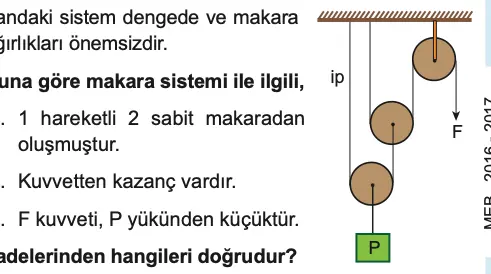 andaki sistem dengede ve makara
ğırlıkları önemsizdir.
una göre makara sistemi ile ilgili,
. 1 hareketli 2 sabit makaradan
oluşmuştur.
. Kuvvetten kazanç vardır.
. F kuvveti, P yükünden küçüktür.
adelerinden hangileri doğrudur?
ip
F
P
MEB 2016 - 2017